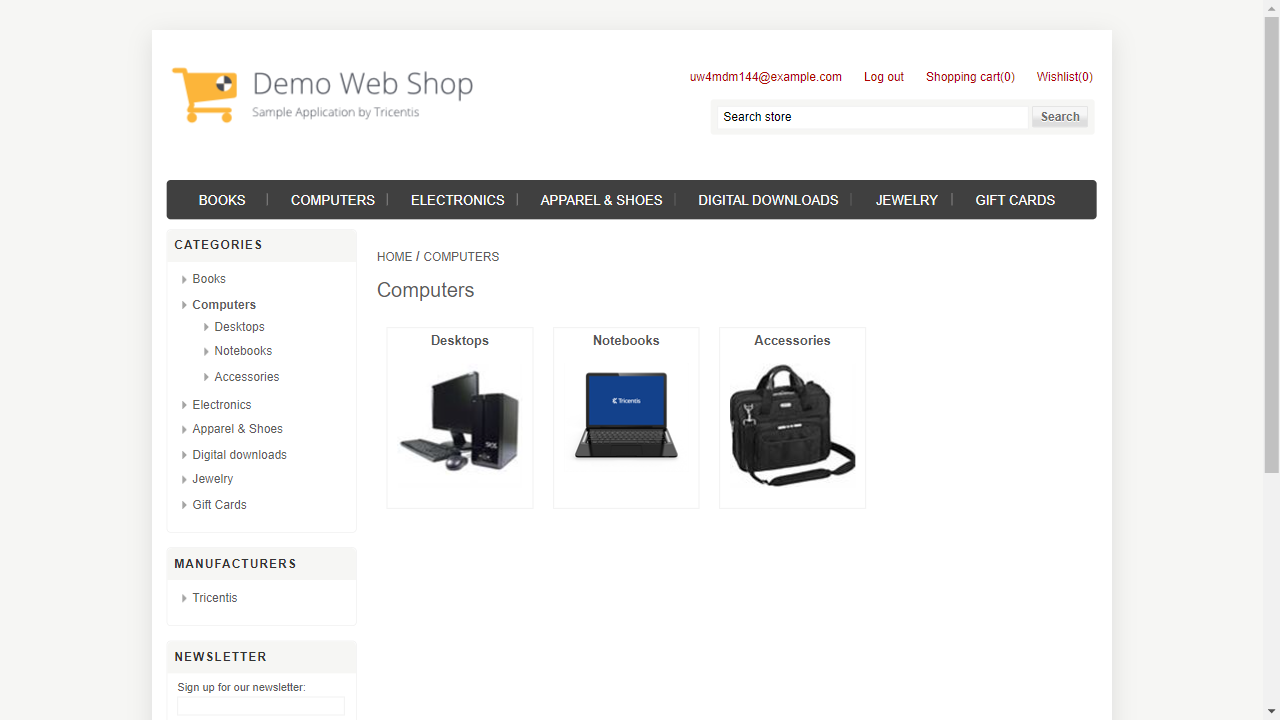 Demo Web Shop
Sample Application by Tricentis
uw4mdm144@example.com Log out Shopping cart(0) Wishlist(0)
Search store Search
BOOKS COMPUTERS ELECTRONICS APPAREL & SHOES DIGITAL DOWNLOADS JEWELRY GIFT CARDS
CATEGORIES
Books
Computers
Desktops
Notebooks
Accessories
Electronics
Apparel & Shoes
Digital downloads
Jewelry
Gift Cards
MANUFACTURERS
Tricentis
NEWSLETTER
Sign up for our newsletter:
HOME / COMPUTERS
Computers
Desktops Notebooks Accessories
Tricentis